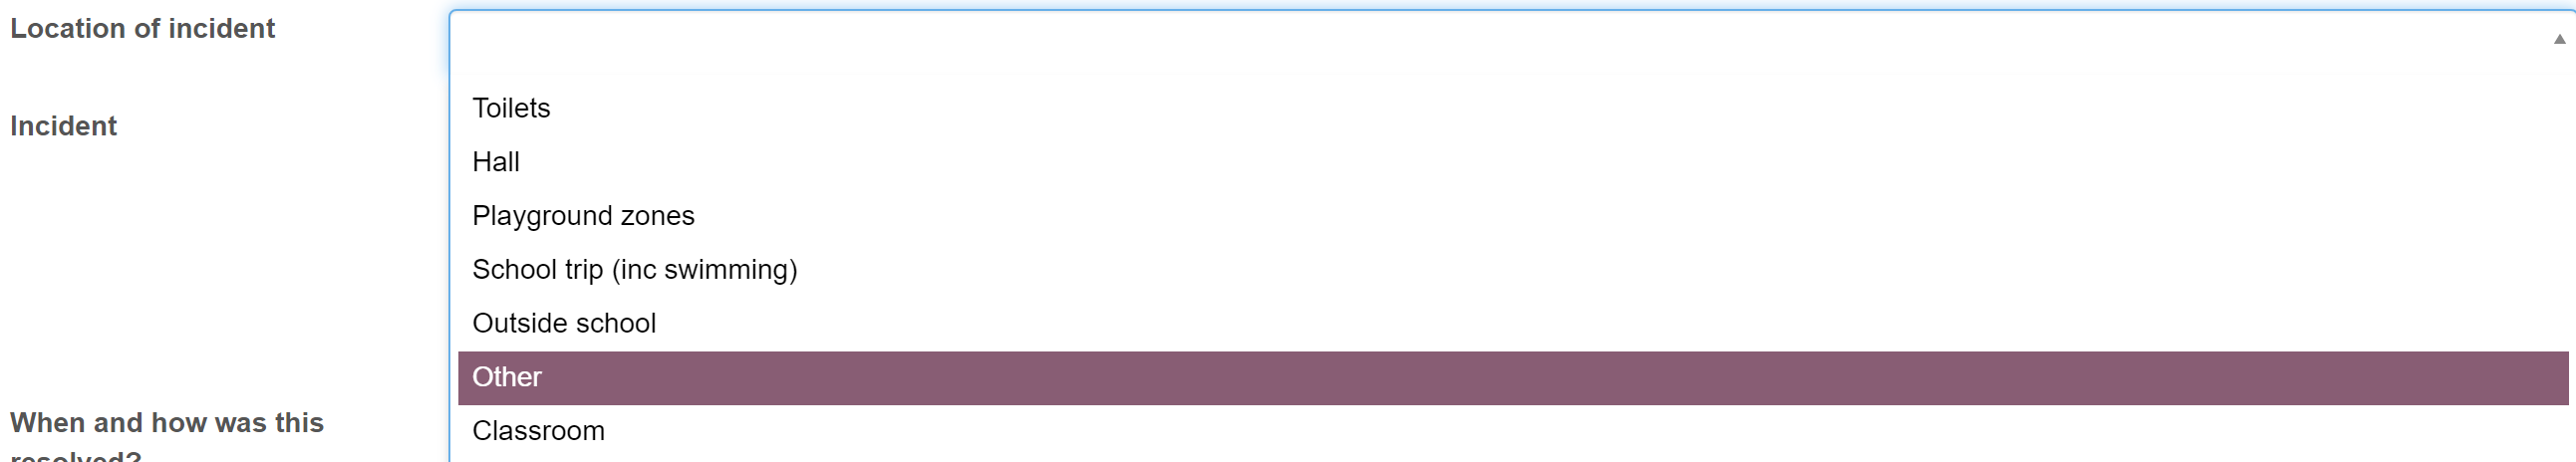 Location of incident
Toilets
Incident
Hall
Playground zones
School trip (inc swimming)
Outside school
Other
When and how was this
resolved?
Classroom